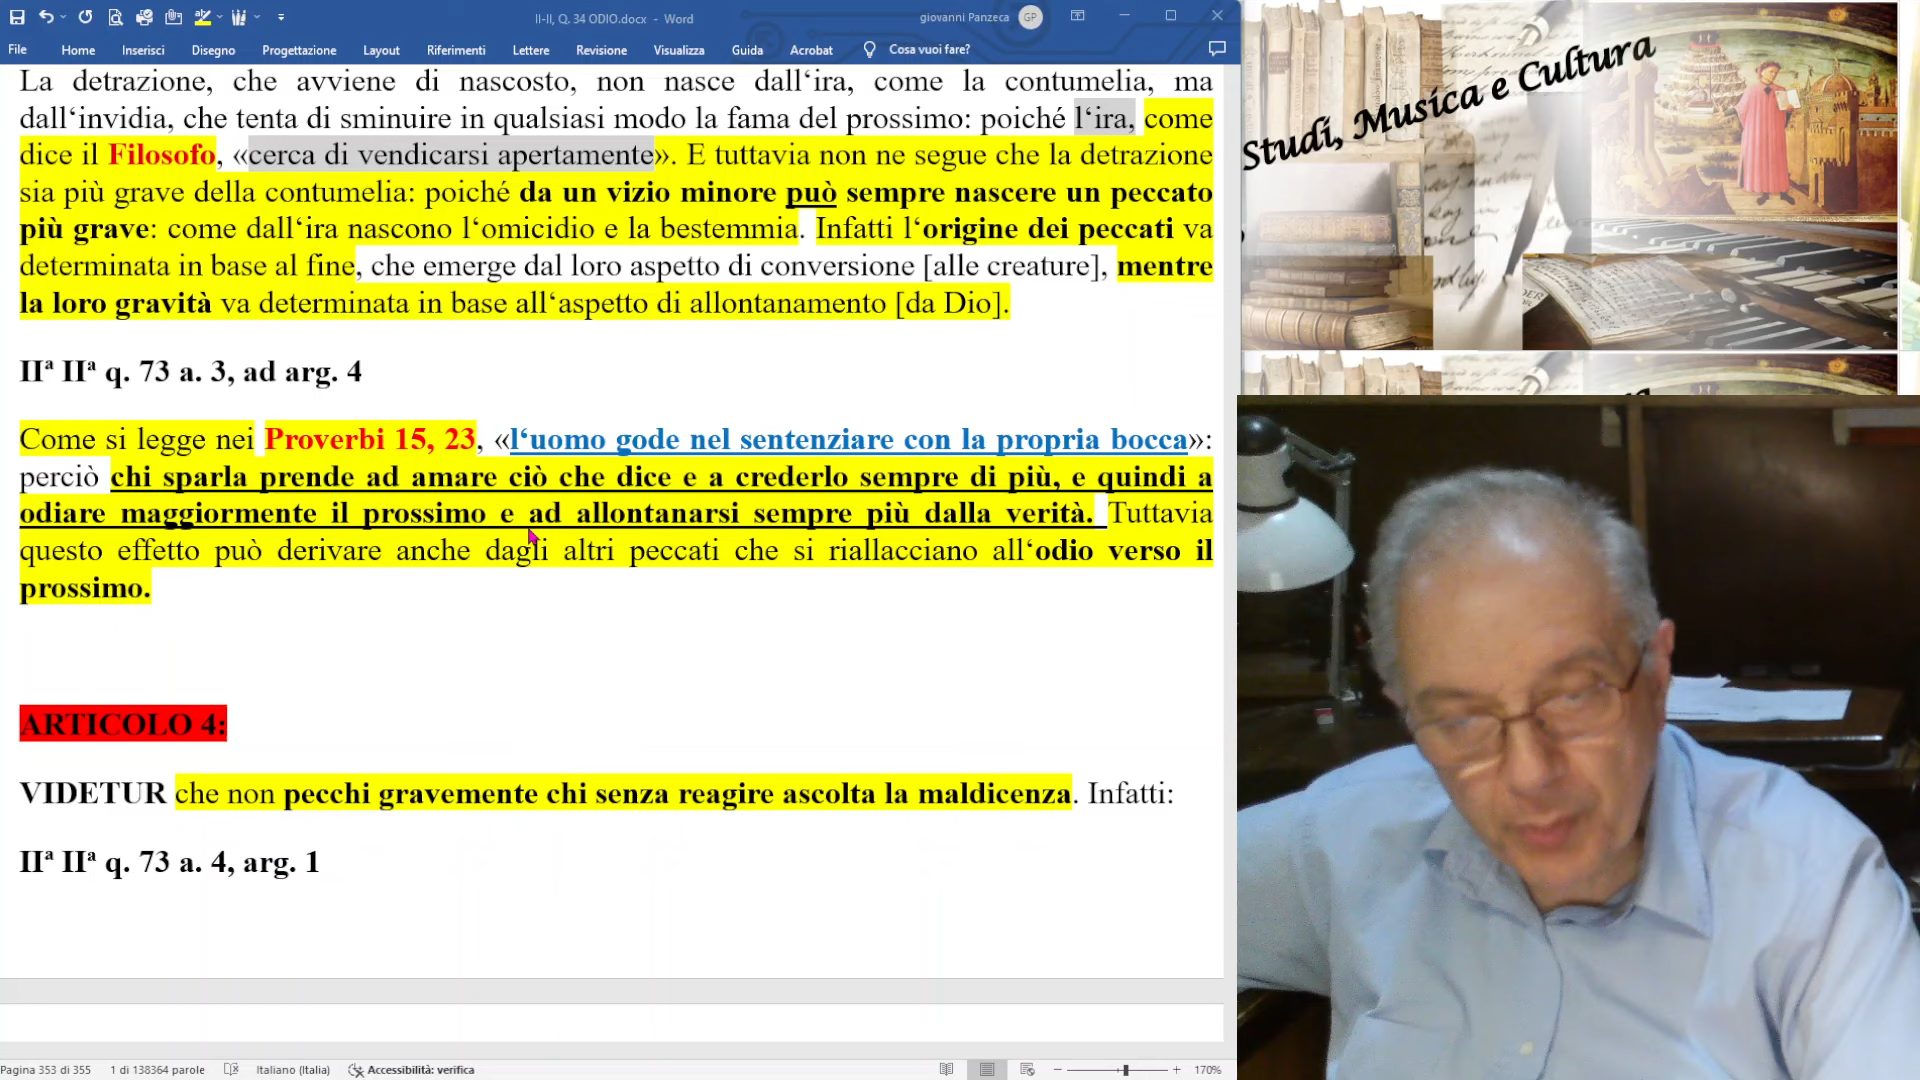 II-II, Q. 34 ODIO.docx - Word
giovanni Panzeca GP
File Home Inserisci Disegno Progettazione Layout Riferimenti Lettere Revisione Visualizza Guida Acrobat Cosa vuoi fare?
La detrazione, che avviene di nascosto, non nasce dall‘ira, come la contumelia, ma
dall‘invidia, che tenta di sminuire in qualsiasi modo la fama del prossimo: poiché l‘ira, come
dice il Filosofo, «cerca di vendicarsi apertamente». E tuttavia non ne segue che la detrazione
sia più grave della contumelia: poiché da un vizio minore può sempre nascere un peccato
più grave: come dall‘ira nascono l‘omicidio e la bestemmia. Infatti l‘origine dei peccati va
determinata in base al fine, che emerge dal loro aspetto di conversione [alle creature], mentre
la loro gravità va determinata in base all‘aspetto di allontanamento [da Dio].
IIª IIª q. 73 a. 3, ad arg. 4
Come si legge nei Proverbi 15, 23, «l‘uomo gode nel sentenziare con la propria bocca»:
perciò chi sparla prende ad amare ciò che dice e a crederlo sempre di più, e quindi a
odiare maggiormente il prossimo e ad allontanarsi sempre più dalla verità. Tuttavia
questo effetto può derivare anche dagli altri peccati che si riallacciano all‘odio verso il
prossimo.
ARTICOLO 4:
VIDETUR che non pecchi gravemente chi senza reagire ascolta la maldicenza. Infatti:
IIª IIª q. 73 a. 4, arg. 1
Pagina 353 di 355 1 di 138364 parole Italiano (Italia) Accessibilità: verifica 170%
Studi, Musica e Cultura